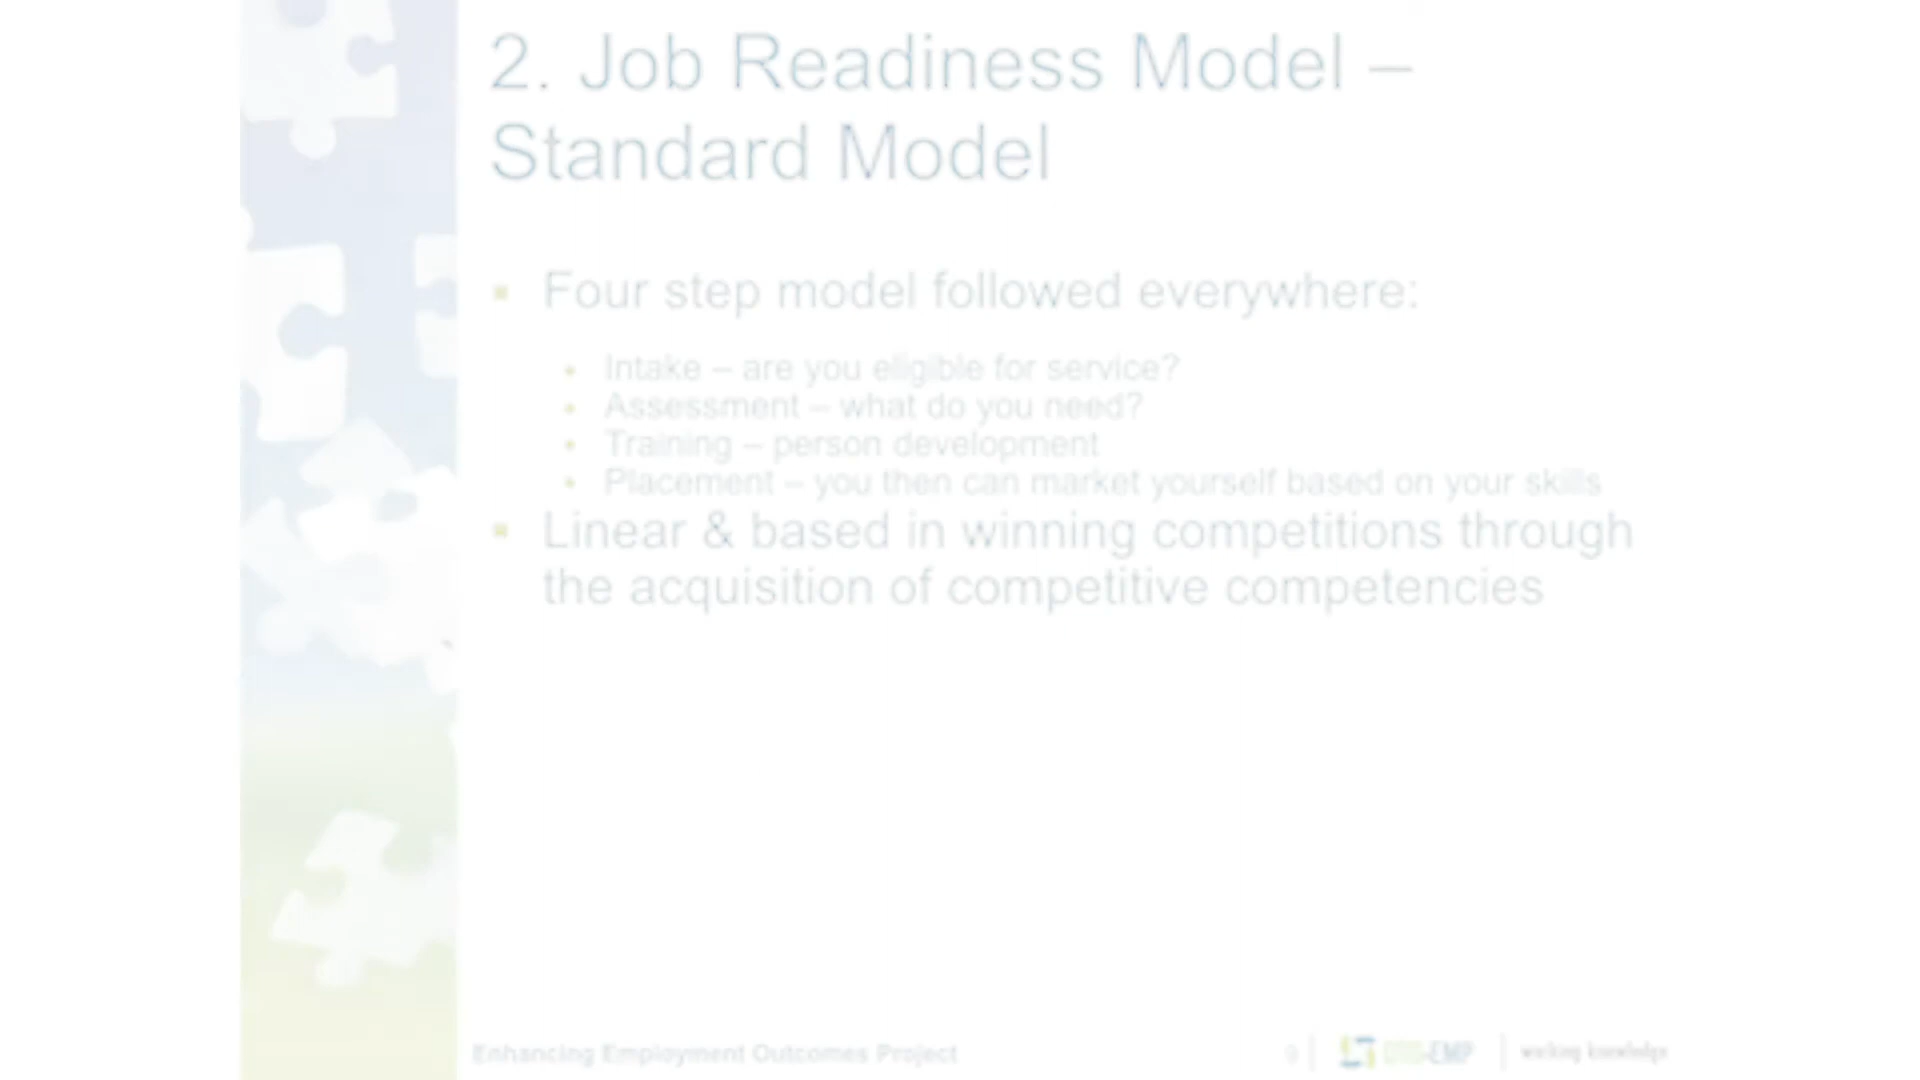 2. Job Readiness Model –
Standard Model
Four step model followed everywhere:
Intake – are you eligible for service?
Assessment – what do you need?
Training – person development
Placement – you then can market yourself based on your skills
Linear & based in winning competitions through
the acquisition of competitive competencies
Enhancing Employment Outcomes Project
working knowledge